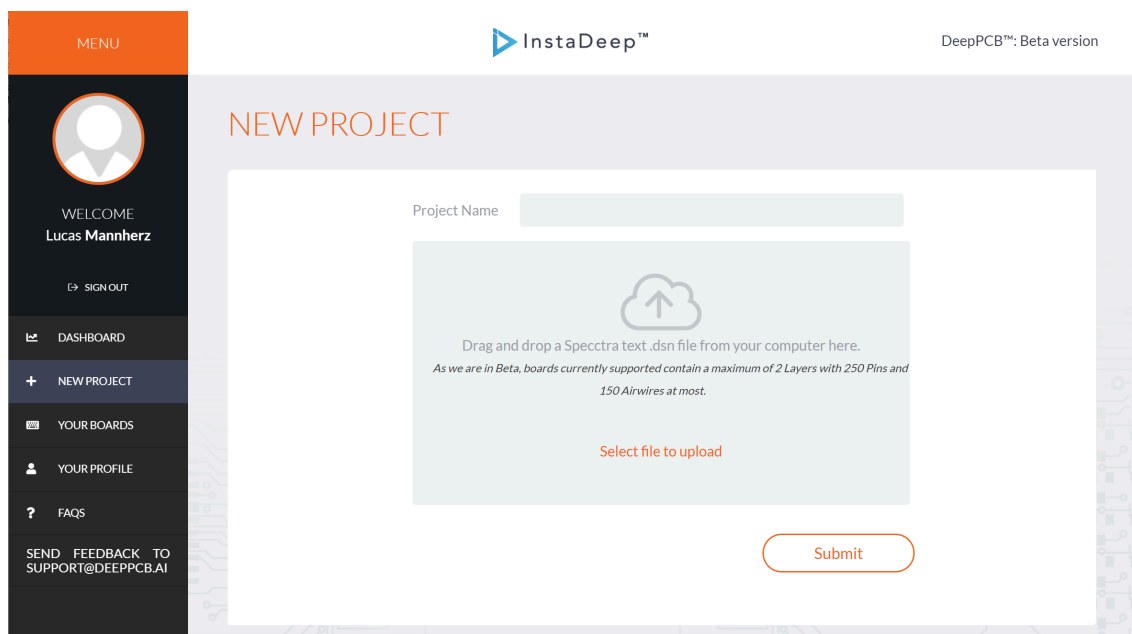 MENU
InstaDeep™
DeepPCB™: Beta version
WELCOME
Lucas Mannherz
SIGN OUT
DASHBOARD
NEW PROJECT
YOUR BOARDS
YOUR PROFILE
FAQS
SEND FEEDBACK TO
SUPPORT@DEEPPCB.AI
NEW PROJECT
Project Name
Drag and drop a Specctra text .dsn file from your computer here.
As we are in Beta, boards currently supported contain a maximum of 2 Layers with 250 Pins and
150 Airwires at most.
Select file to upload
Submit